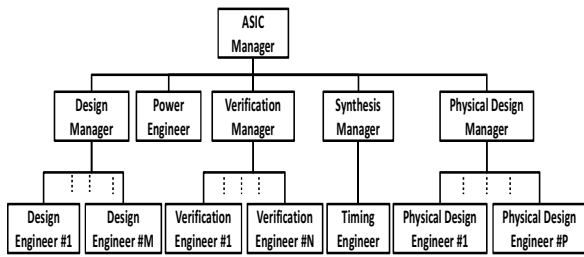 ASIC
Manager
Design
Manager
Power
Engineer
Verification
Manager
Synthesis
Manager
Physical Design
Manager
Design
Engineer #1
Design
Engineer #M
Verification
Engineer #1
Verification
Engineer #N
Timing
Engineer
Physical Design
Engineer #1
Physical Design
Engineer #P